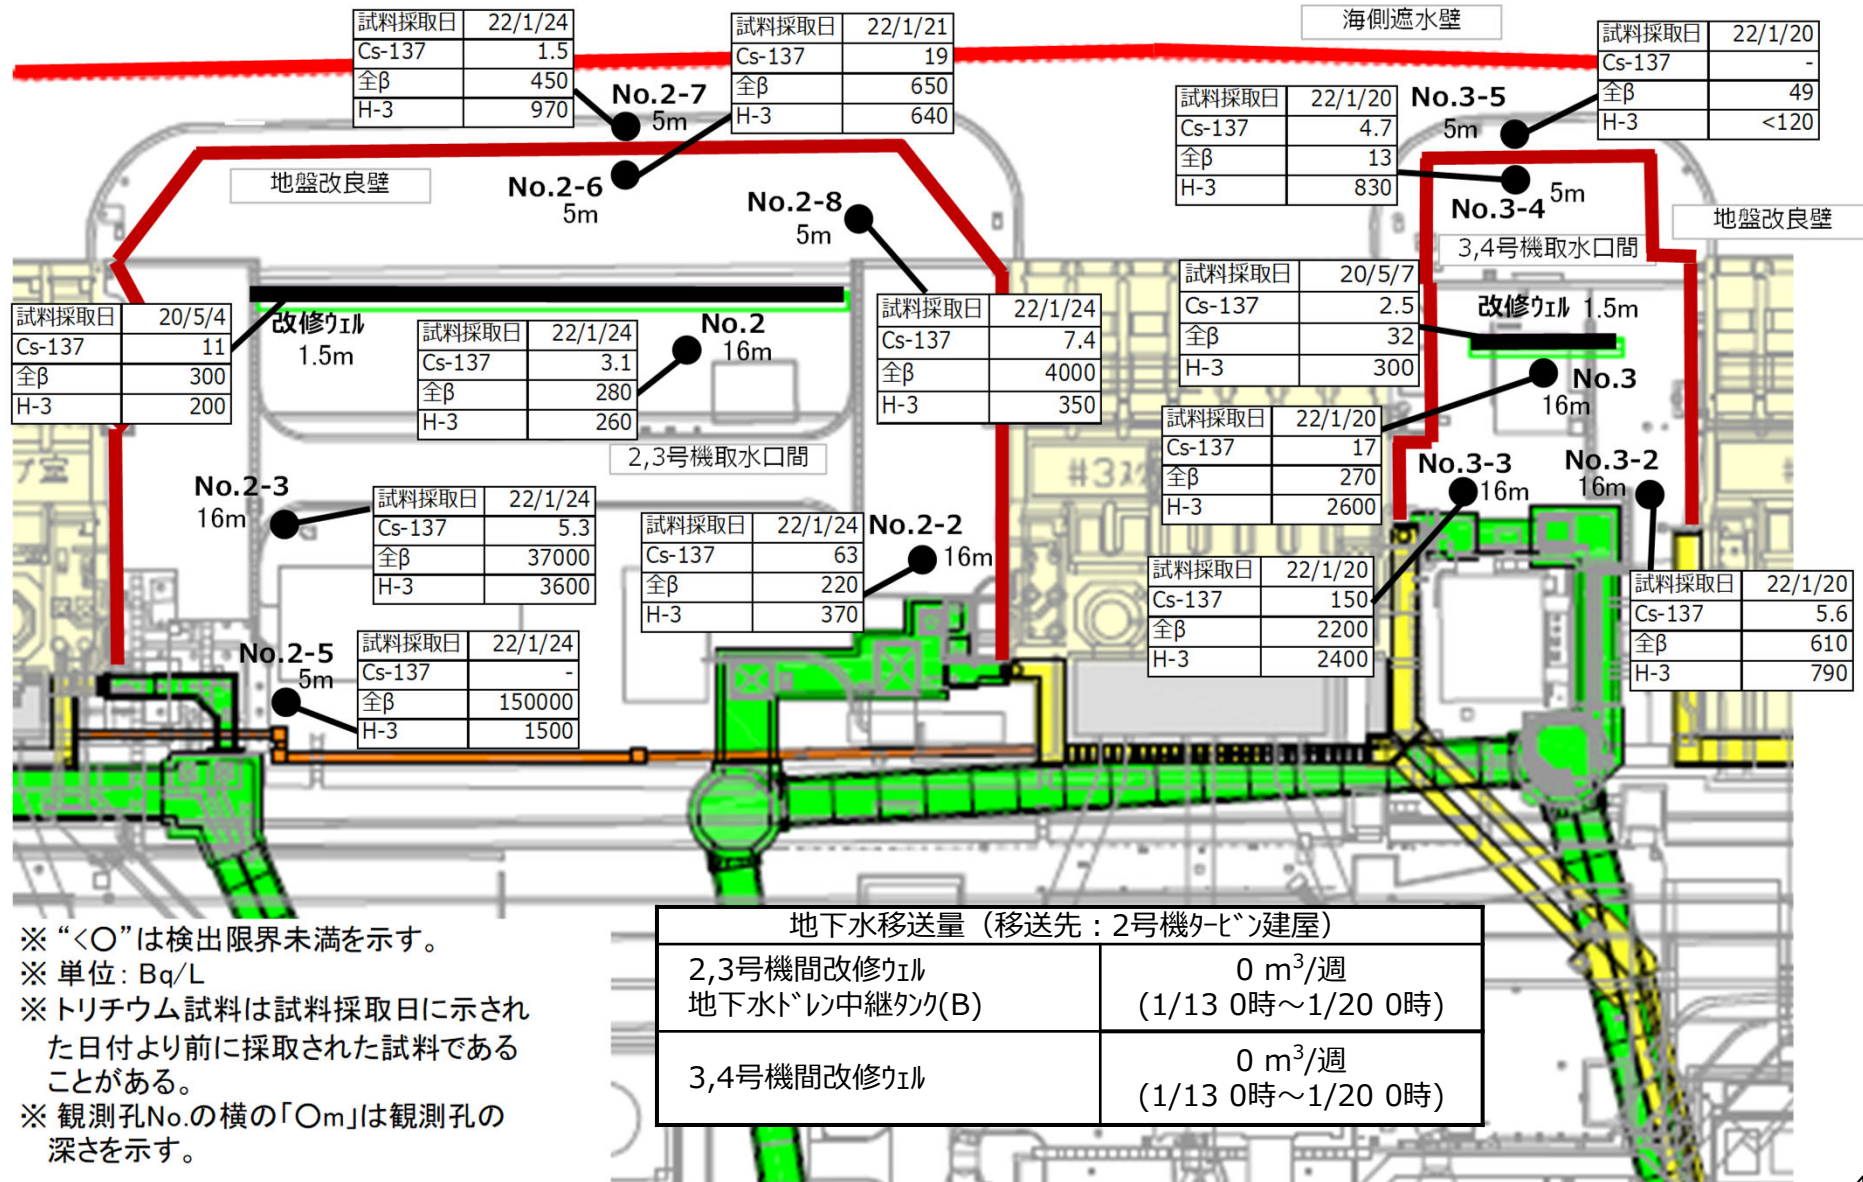 海側遮水壁
試料採取日 22/1/24
Cs-137 1.5
全β 450
H-3 970
No.2-7
5m
試料採取日 22/1/21
Cs-137 19
全β 650
H-3 640
No.2-6
5m
地盤改良壁
No.2-8
5m
試料採取日 22/1/24
Cs-137 7.4
全β 4000
H-3 350
試料採取日 22/1/20
Cs-137 4.7
全β 13
H-3 830
No.3-5
5m
試料採取日 22/1/20
Cs-137 -
全β 49
H-3 <120
No.3-4
5m
地盤改良壁
3,4号機取水口間
試料採取日 20/5/4
Cs-137 11
全β 300
H-3 200
改修ウェル
1.5m
試料採取日 22/1/24
Cs-137 3.1
全β 280
H-3 260
No.2
16m
2,3号機取水口間
試料採取日 20/5/7
Cs-137 2.5
全β 32
H-3 300
改修ウェル 1.5m
No.3
16m
試料採取日 22/1/20
Cs-137 17
全β 270
H-3 2600
No.2-3
16m
試料採取日 22/1/24
Cs-137 5.3
全β 37000
H-3 3600
試料採取日 22/1/24
Cs-137 63
全β 220
H-3 370
No.2-2
16m
No.3-3
16m
試料採取日 22/1/20
Cs-137 150
全β 2200
H-3 2400
No.3-2
16m
試料採取日 22/1/20
Cs-137 5.6
全β 610
H-3 790
No.2-5
5m
試料採取日 22/1/24
Cs-137 -
全β 150000
H-3 1500
※ “<〇”は検出限界未満を示す。
※ 単位: Bq/L
※ トリチウム試料は試料採取日に示され
た日付より前に採取された試料である
ことがある。
※ 観測孔No.の横の「〇m」は観測孔の
深さを示す。
地下水移送量（移送先：2号機ﾀｰﾋﾞﾝ建屋）
2,3号機間改修ｳｪﾙ
地下水ﾄﾞﾚﾝ中継ﾀﾝｸ(B)
0 m³/週
(1/13 0時～1/20 0時)
3,4号機間改修ｳｪﾙ
0 m³/週
(1/13 0時～1/20 0時)